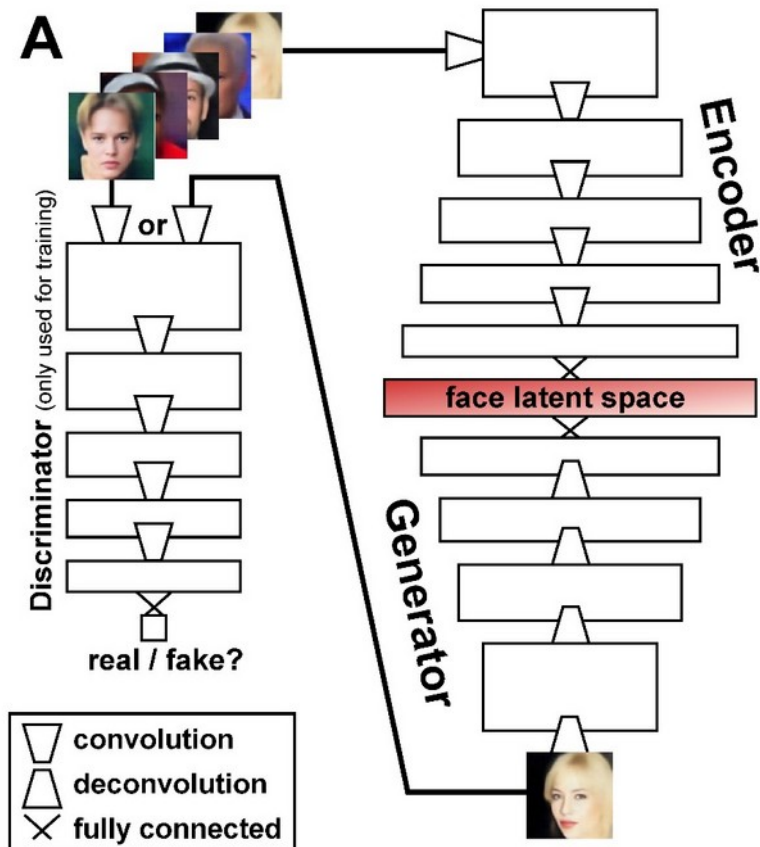 A
Encoder
or
Discriminator (only used for training)
face latent space
Generator
real / fake?
convolution
deconvolution
fully connected